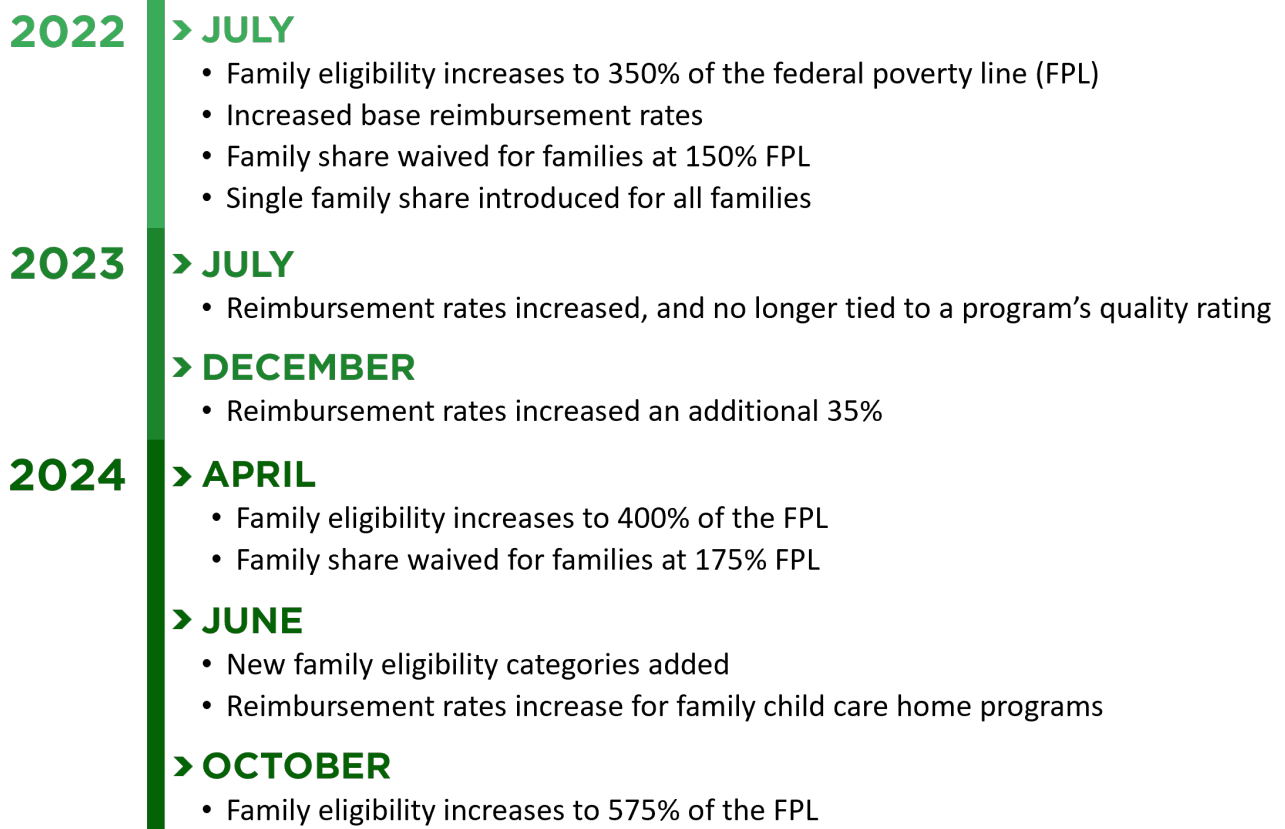 2022
JULY
• Family eligibility increases to 350% of the federal poverty line (FPL)
• Increased base reimbursement rates
• Family share waived for families at 150% FPL
• Single family share introduced for all families
2023
JULY
• Reimbursement rates increased, and no longer tied to a program’s quality rating
DECEMBER
• Reimbursement rates increased an additional 35%
2024
APRIL
• Family eligibility increases to 400% of the FPL
• Family share waived for families at 175% FPL
JUNE
• New family eligibility categories added
• Reimbursement rates increase for family child care home programs
OCTOBER
• Family eligibility increases to 575% of the FPL